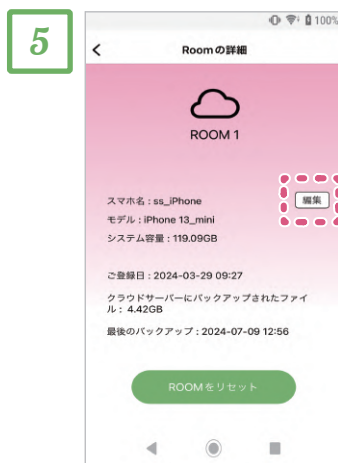 5
100%
Roomの詳細
ROOM 1
スマホ名 : ss_iPhone
編集
モデル : iPhone 13_mini
システム容量 : 119.09GB
ご登録日 : 2024-03-29 09:27
クラウドサーバーにバックアップされたファイ
ル : 4.42GB
最後のバックアップ : 2024-07-09 12:56
ROOMをリセット